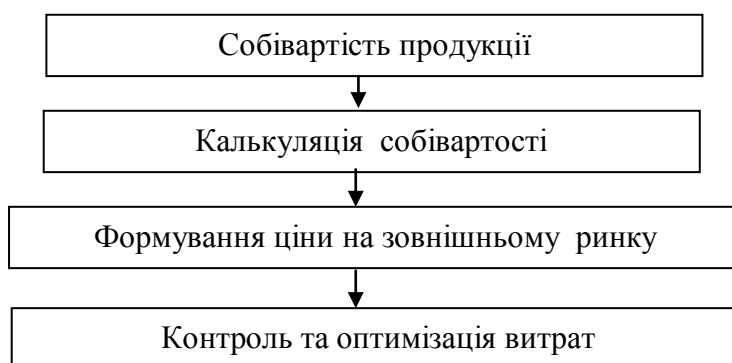 Собівартість продукції
Калькуляція собівартості
Формування ціни на зовнішньому ринку
Контроль та оптимізація витрат